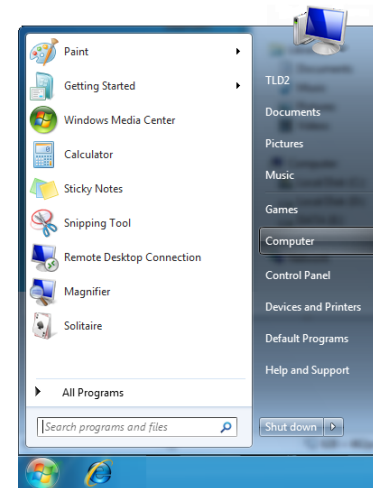 Paint
Getting Started
Windows Media Center
Calculator
Sticky Notes
Snipping Tool
Remote Desktop Connection
Magnifier
Solitaire
All Programs
Search programs and files
TLD2
Documents
Pictures
Music
Games
Computer
Control Panel
Devices and Printers
Default Programs
Help and Support
Shut down